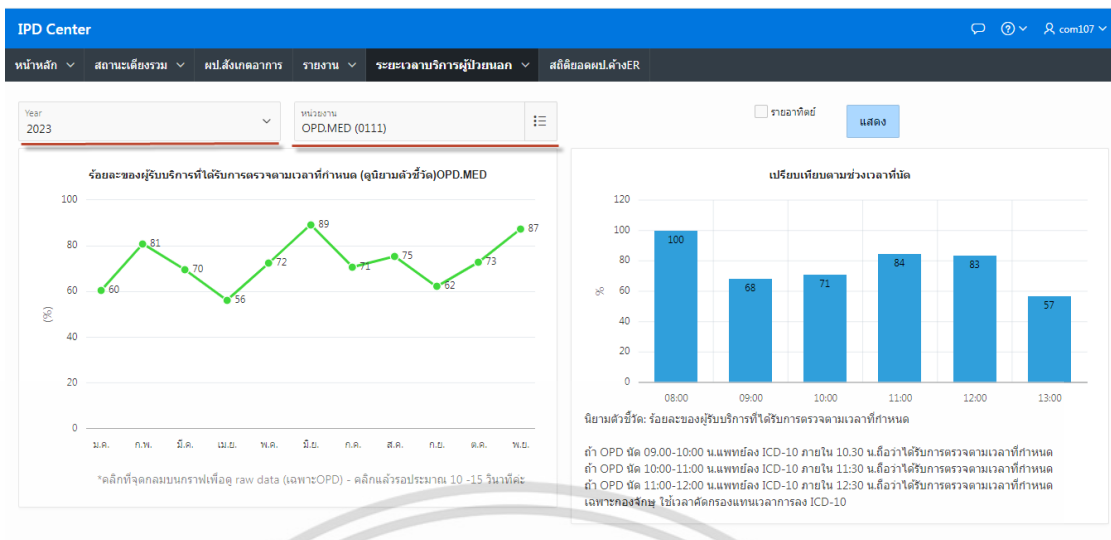 IPD Center
com107
หน้าหลัก สถานะเตียงรวม ผป.สังเกตอาการ รายงาน ระยะเวลาบริการผู้ป่วยนอก สถิติยอดผป.ค้างER
Year
2023
หน่วยงาน
OPD.MED (0111)
รายอาทิตย์
แสดง
ร้อยละของผู้รับบริการที่ได้รับการตรวจตามเวลาที่กำหนด (ดูนิยามตัวชี้วัด)OPD.MED
100
80
60
40
20
0
(%)
60
81
70
56
72
89
71
75
62
73
87
ม.ค. ก.พ. มี.ค. เม.ย. พ.ค. มิ.ย. ก.ค. ส.ค. ก.ย. ต.ค. พ.ย.
*คลิกที่จุดกลมบนกราฟเพื่อดู raw data (เฉพาะOPD) - คลิกแล้วรอประมาณ 10 -15 วินาทีค่ะ
เปรียบเทียบตามช่วงเวลาที่นัด
120
100
80
60
40
20
0
%
100
68
71
84
83
57
08:00 09:00 10:00 11:00 12:00 13:00
นิยามตัวชี้วัด: ร้อยละของผู้รับบริการที่ได้รับการตรวจตามเวลาที่กำหนด
ถ้า OPD นัด 09.00-10:00 น.แพทย์ลง ICD-10 ภายใน 10.30 น.ถือว่าได้รับการตรวจตามเวลาที่กำหนด
ถ้า OPD นัด 10:00-11:00 น.แพทย์ลง ICD-10 ภายใน 11:30 น.ถือว่าได้รับการตรวจตามเวลาที่กำหนด
ถ้า OPD นัด 11:00-12:00 น.แพทย์ลง ICD-10 ภายใน 12:30 น.ถือว่าได้รับการตรวจตามเวลาที่กำหนด
เฉพาะกองจักษุ ใช้เวลาคัดกรองแทนเวลาการลง ICD-10